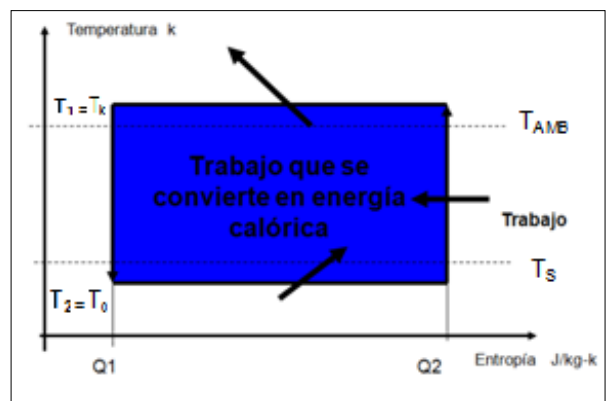 Temperatura k
T1 = Tk
TAMB
Trabajo que se
convierte en energía
calórica
Trabajo
TS
T2 = T0
Q1
Q2
Entropía J/kg-k